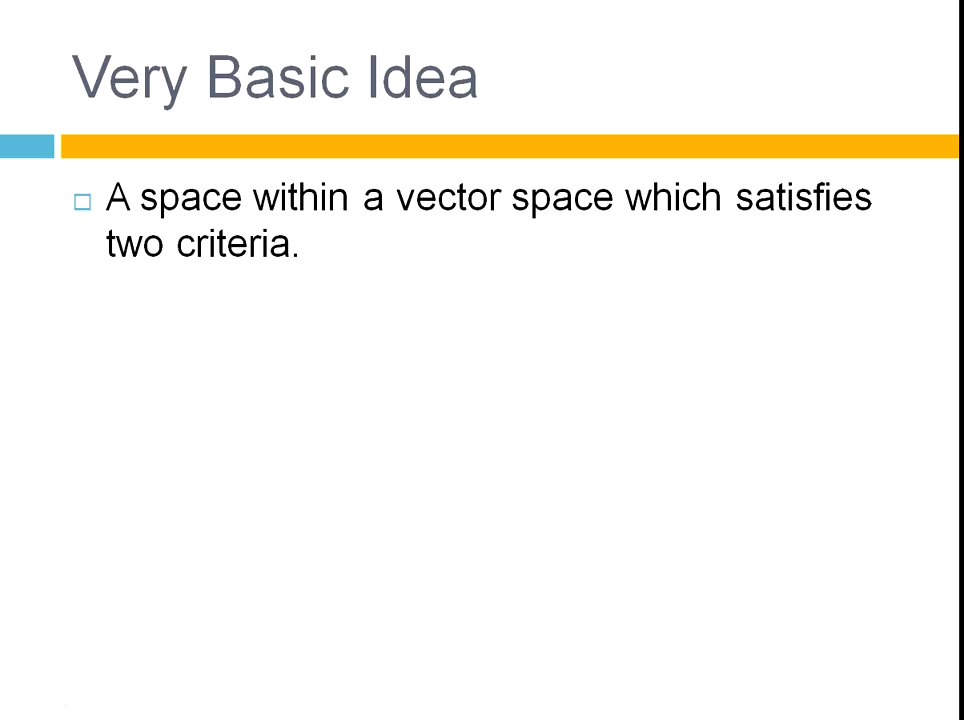 Very Basic Idea
A space within a vector space which satisfies
two criteria.